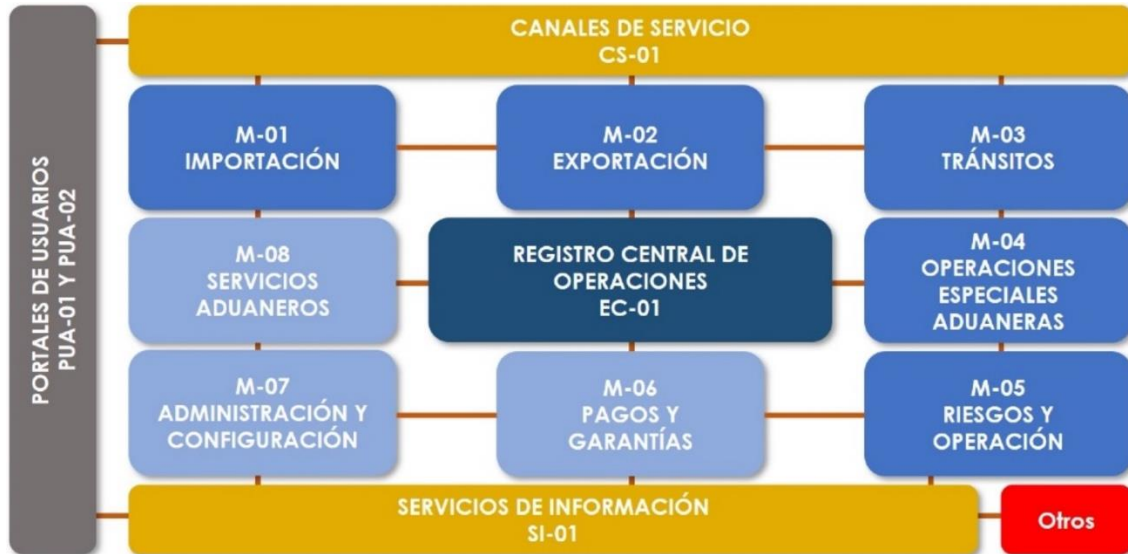 PORTALES DE USUARIOS
PUA-01 Y PUA-02
CANALES DE SERVICIO
CS-01
M-01
IMPORTACIÓN
M-02
EXPORTACIÓN
M-03
TRÁNSITOS
M-08
SERVICIOS
ADUANEROS
REGISTRO CENTRAL DE
OPERACIONES
EC-01
M-04
OPERACIONES
ESPECIALES
ADUANERAS
M-07
ADMINISTRACIÓN Y
CONFIGURACIÓN
M-06
PAGOS Y
GARANTÍAS
M-05
RIESGOS Y
OPERACIÓN
SERVICIOS DE INFORMACIÓN
SI-01
Otros